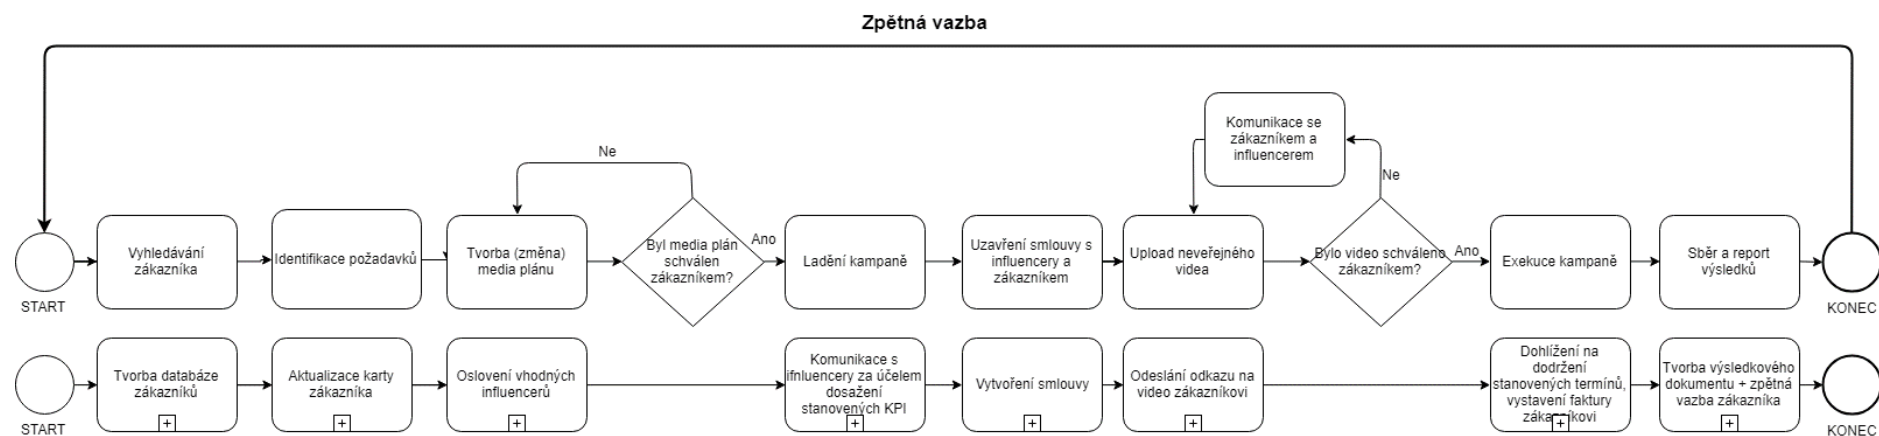 Zpětná vazba
Ne
Komunikace se
zákazníkem a
influencerem
Ne
START
Vyhledávání
zákazníka
Identifikace požadavků
Tvorba (změna)
media plánu
Byl media plán
schválen
zákazníkem?
Ano
Ladění kampaně
Uzavření smlouvy s
influencery a
zákazníkem
Upload neveřejného
videa
Bylo video schváleno
zákazníkem?
Ano
Exekuce kampaně
Sběr a report
výsledků
KONEC
START
Tvorba databáze
zákazníků
Aktualizace karty
zákazníka
Oslovení vhodných
influencerů
Komunikace s
ifnluencery za účelem
dosažení
stanovených KPI
Vytvoření smlouvy
Odeslání odkazu na
video zákazníkovi
Dohlížení na
dodržení
stanovených termínů,
vystavení faktury
zákazníkovi
Tvorba výsledkového
dokumentu + zpětná
vazba zákazníka
KONEC